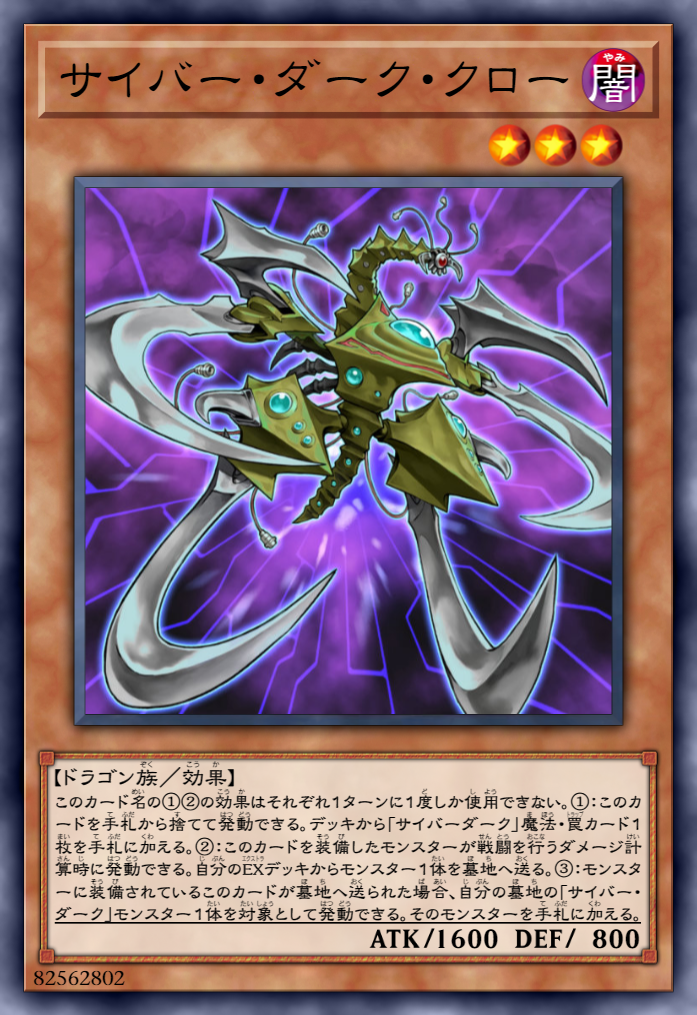 サイバー・ダーク・クロー
闇
【ドラゴン族／効果】
このカード名の①②の効果はそれぞれ1ターンに1度しか使用できない。①：このカ
ードを手札から捨てて発動できる。デッキから「サイバーダーク」魔法・罠カード1
枚を手札に加える。②：このカードを装備したモンスターが戦闘を行うダメージ計
算時に発動できる。自分のEXデッキからモンスター1体を墓地へ送る。③：モンスタ
ーに装備されているこのカードが墓地へ送られた場合、自分の墓地の「サイバー・
ダーク」モンスター1体を対象として発動できる。そのモンスターを手札に加える。
ATK/1600 DEF/ 800
82562802